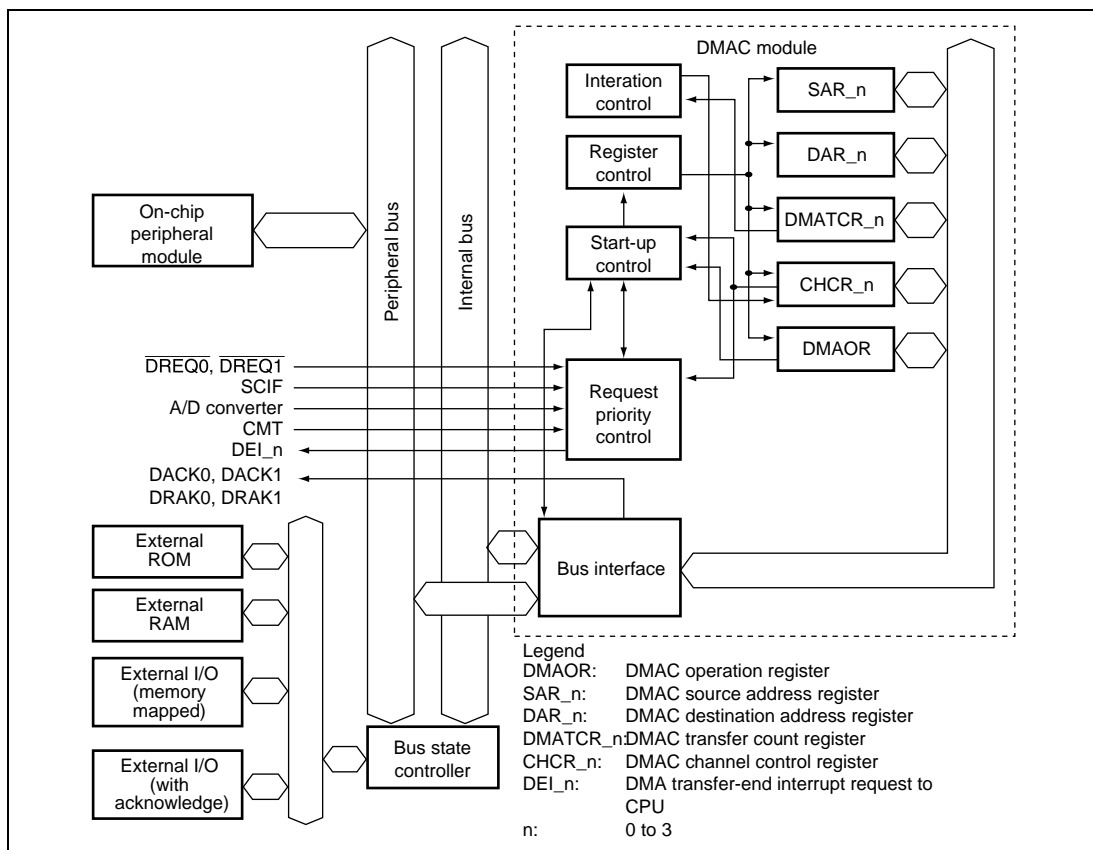 DMAC module
Interation
control
SAR_n
Register
control
DAR_n
On-chip
peripheral
module
Peripheral bus
Internal bus
Start-up
control
DMATCR_n
CHCR_n
DMAOR
DREQ0, DREQ1
SCIF
A/D converter
CMT
DEI_n
Request
priority
control
DACK0, DACK1
DRAK0, DRAK1
External
ROM
Bus interface
External
RAM
External I/O
(memory
mapped)
External I/O
(with
acknowledge)
Bus state
controller
Legend
DMAOR: DMAC operation register
SAR_n: DMAC source address register
DAR_n: DMAC destination address register
DMATCR_n:DMAC transfer count register
CHCR_n: DMAC channel control register
DEI_n: DMA transfer-end interrupt request to
CPU
n: 0 to 3